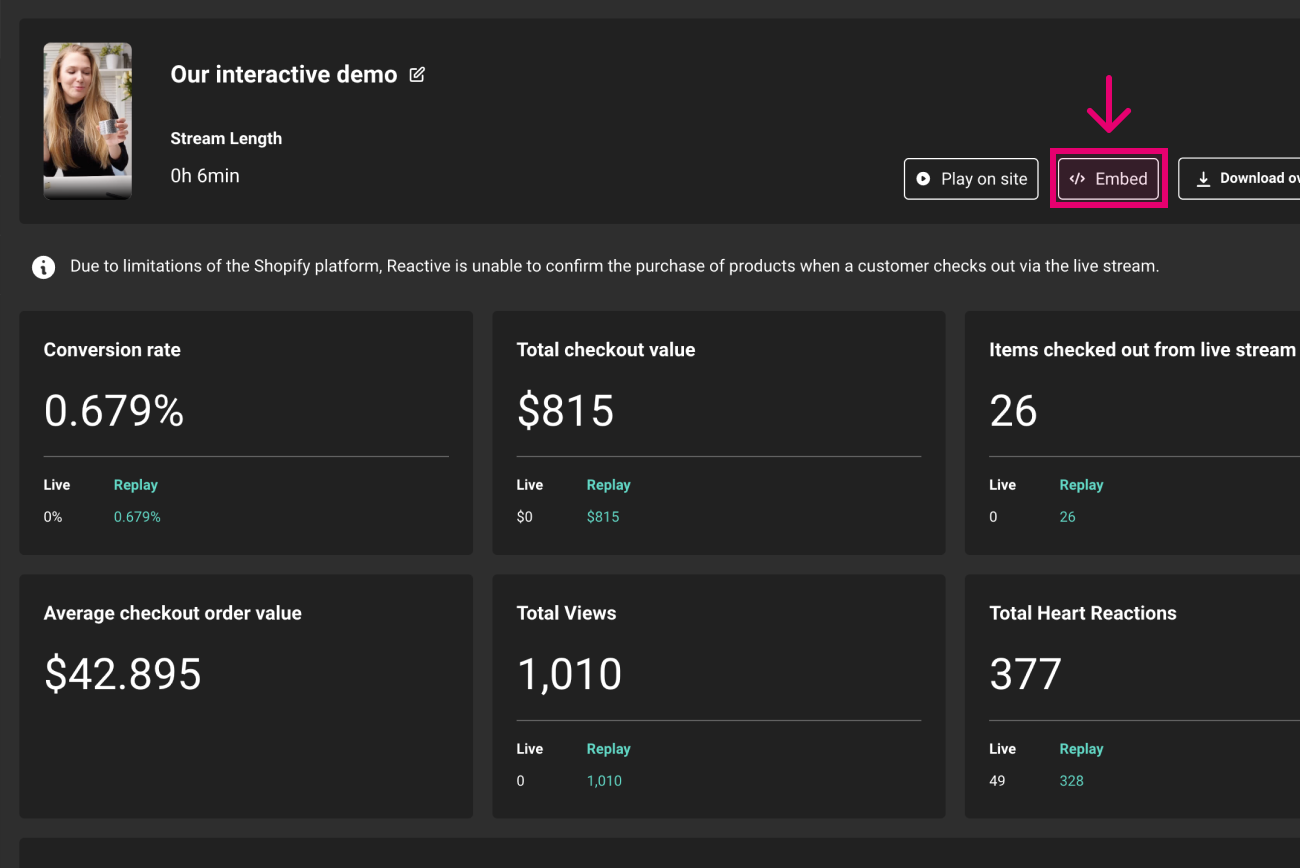 Our interactive demo
Stream Length
0h 6min
Play on site
</> Embed
Download ov
Due to limitations of the Shopify platform, Reactive is unable to confirm the purchase of products when a customer checks out via the live stream.
Conversion rate
0.679%
Live Replay
0% 0.679%
Total checkout value
$815
Live Replay
$0 $815
Items checked out from live stream
26
Live Replay
0 26
Average checkout order value
$42.895
Total Views
1,010
Live Replay
0 1,010
Total Heart Reactions
377
Live Replay
49 328